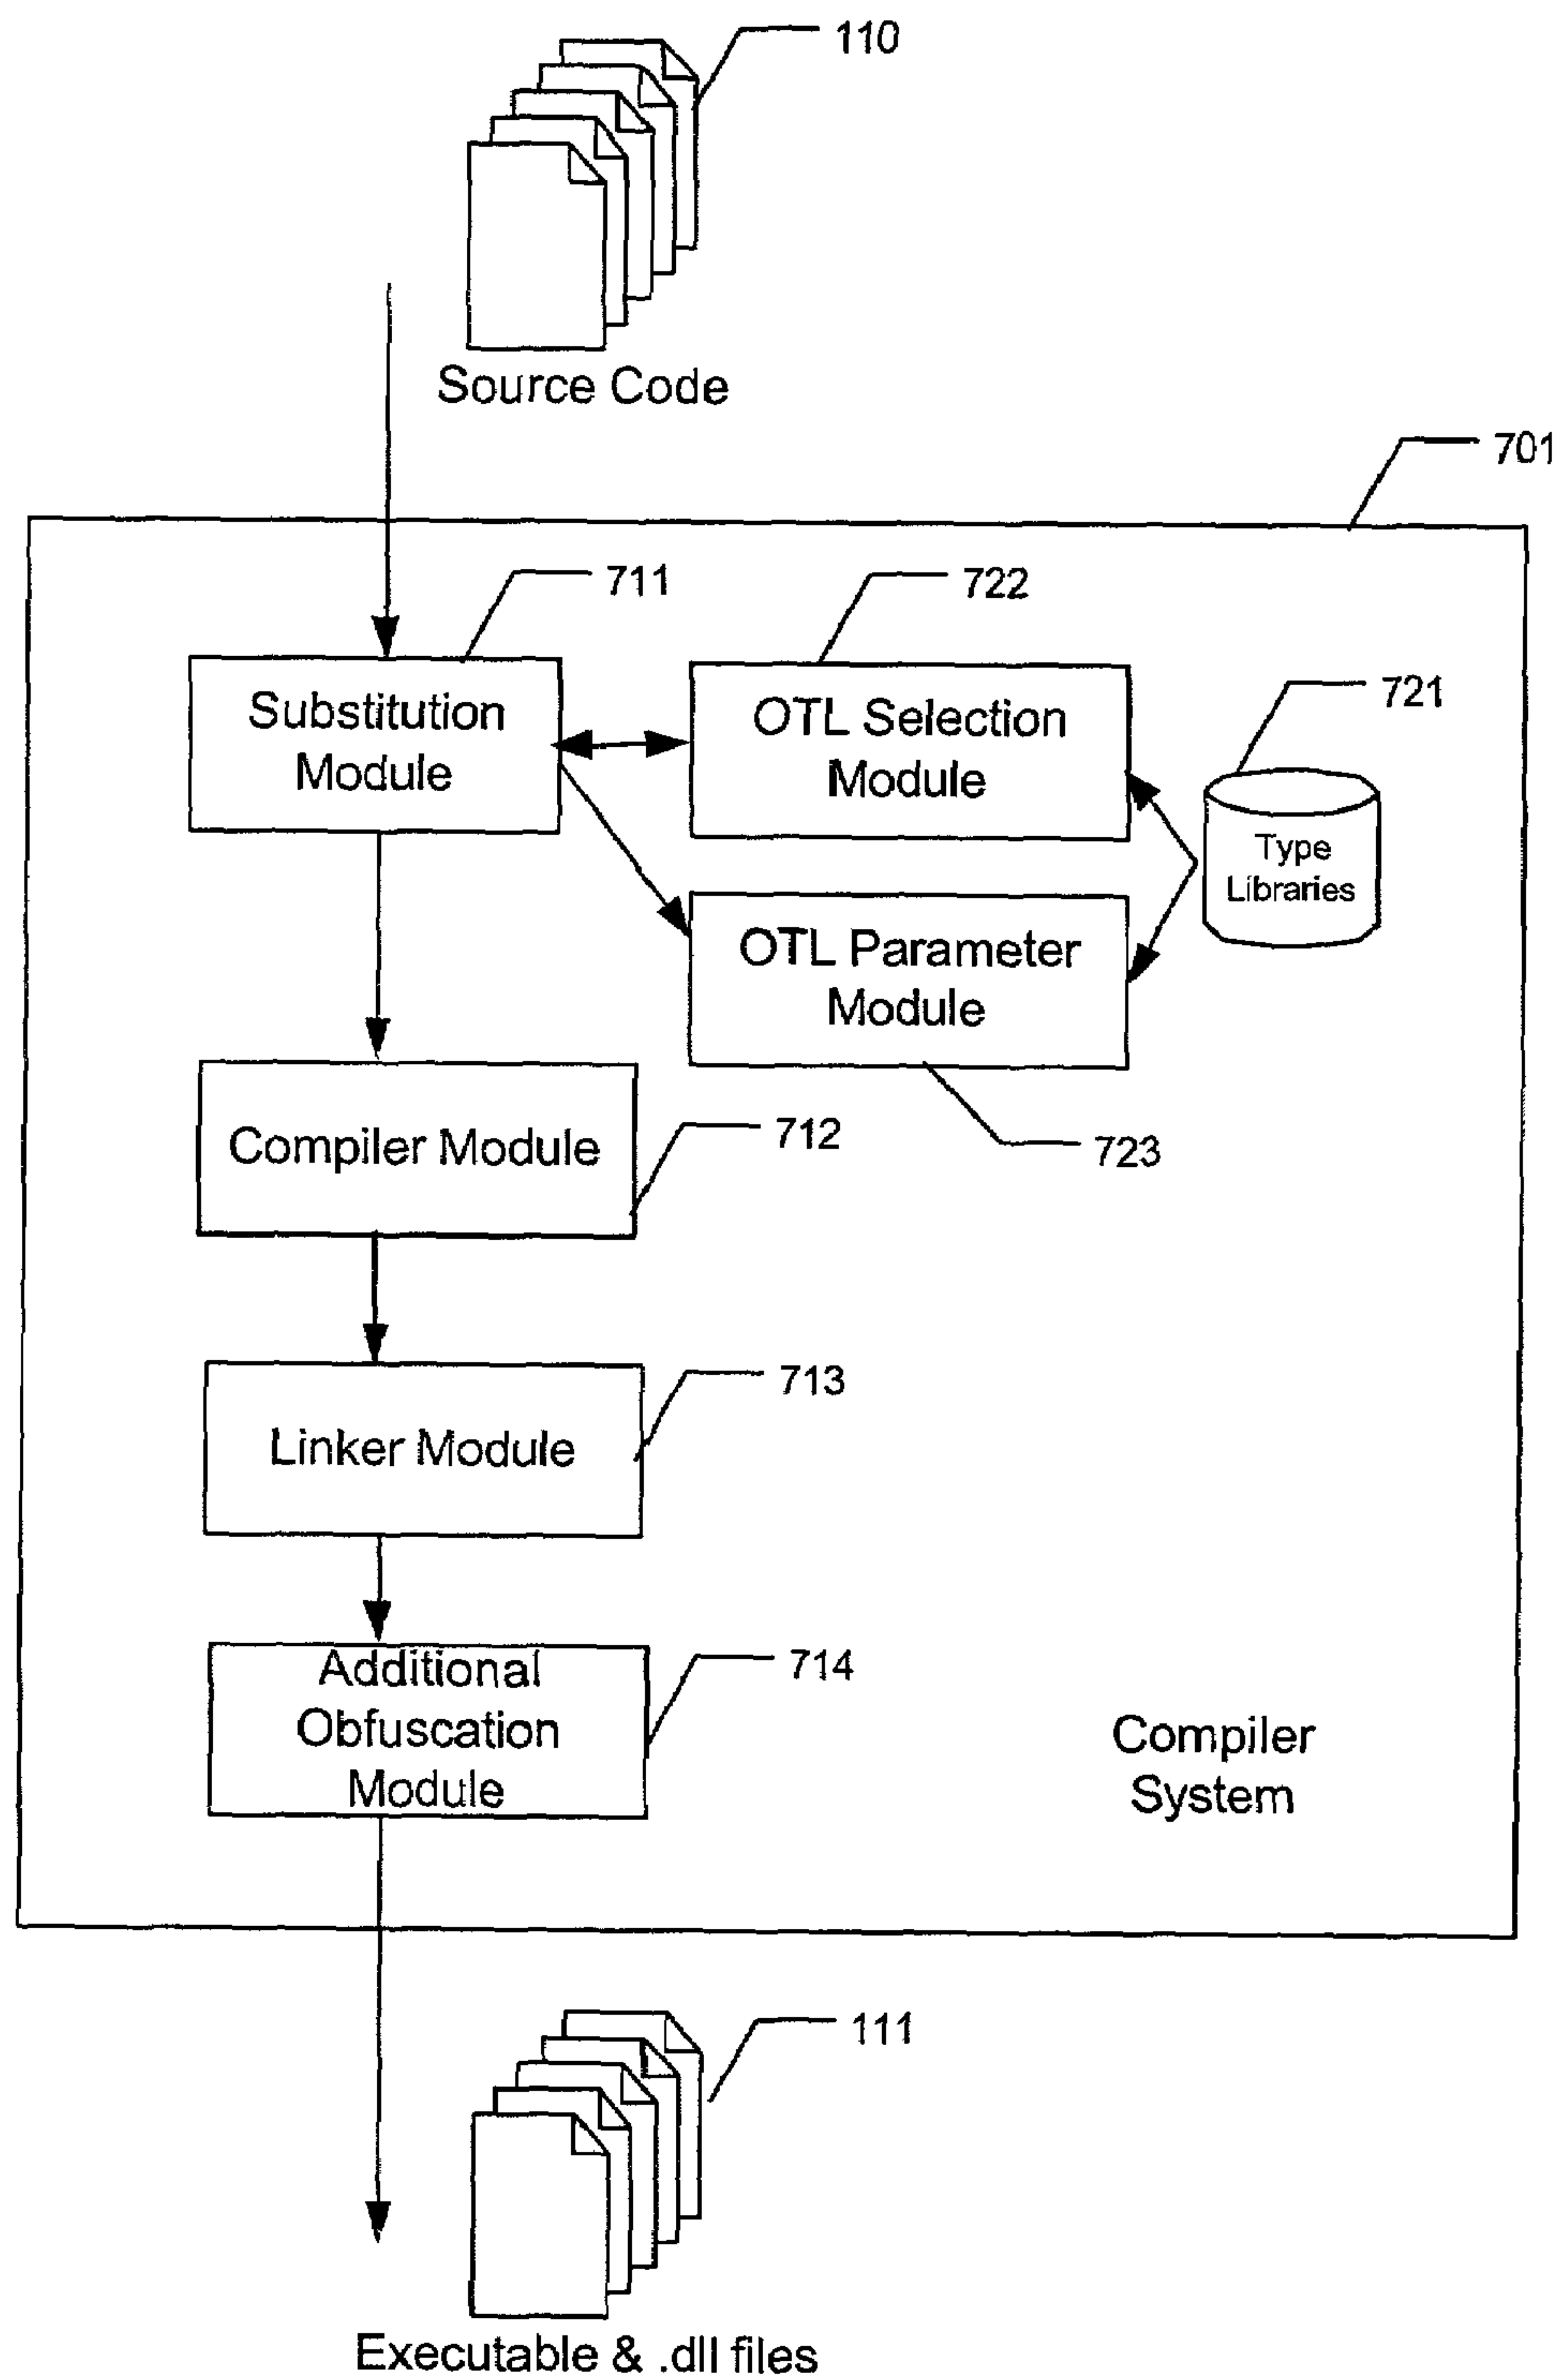 110
Source Code
701
711
722
721
Substitution
Module
OTL Selection
Module
Type
Libraries
OTL Parameter
Module
Compiler Module
712
723
713
Linker Module
714
Additional
Obfuscation
Module
Compiler
System
111
Executable & .dll files